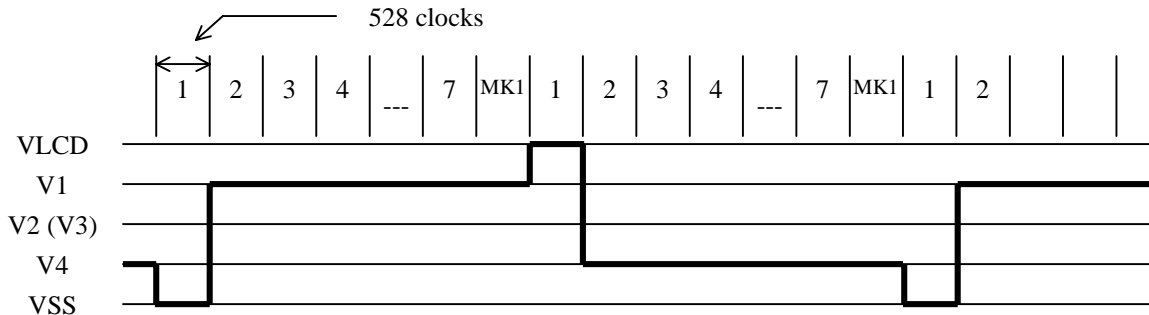 528 clocks
1 2 3 4 --- 7 MK1 1 2 3 4 --- 7 MK1 1 2
VLCD
V1
V2 (V3)
V4
VSS